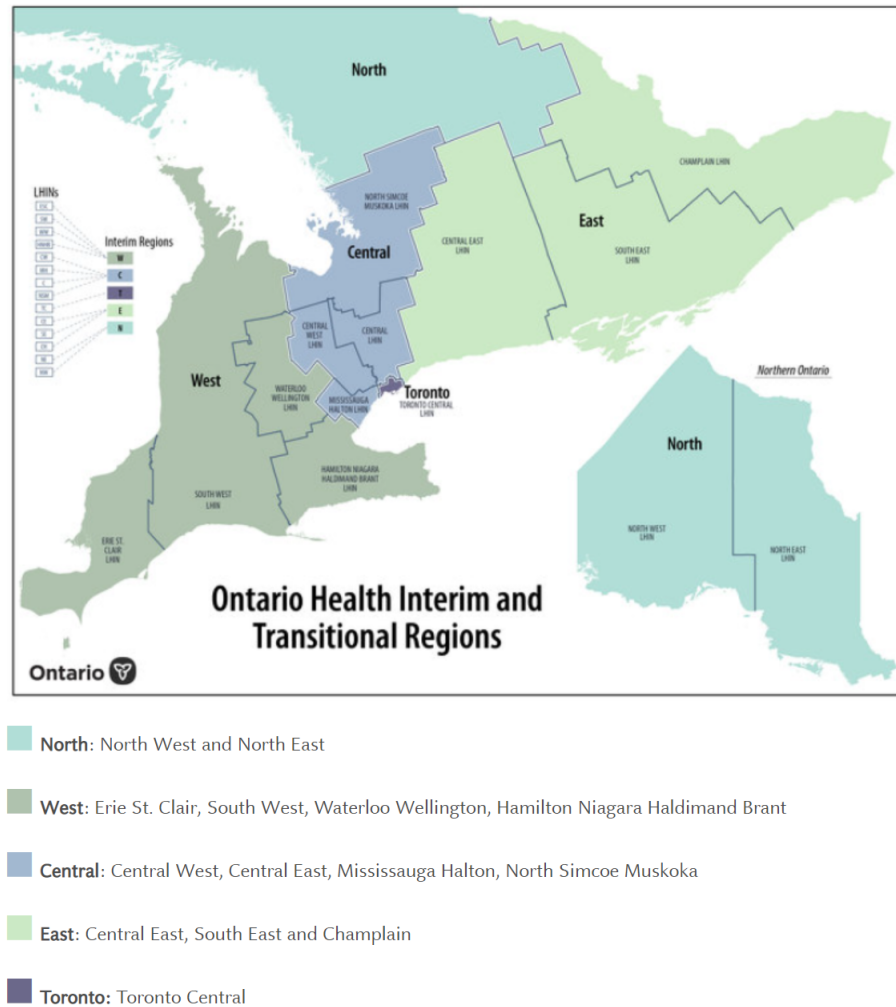 North
CHAMPLAIN LHIN
NORTH SIMCOE
MUSKOKA LHIN
LHINs
East
Central
CENTRAL EAST
LHIN
SOUTH EAST
LHIN
Interim Regions
W
C
T
E
N
CENTRAL
WEST
LHIN
CENTRAL
LHIN
West
WATERLOO
WELLINGTON
LHIN
MISSISSAUGA
HALTON LHIN
Toronto
TORONTO CENTRAL
LHIN
Northern Ontario
North
HAMILTON NIAGARA
HALDIMAND BRANT
LHIN
SOUTH WEST
LHIN
ERIE ST.
CLAIR
LHIN
NORTH WEST
LHIN
NORTH EAST
LHIN
Ontario Health Interim and
Transitional Regions
Ontario
North: North West and North East
West: Erie St. Clair, South West, Waterloo Wellington, Hamilton Niagara Haldimand Brant
Central: Central West, Central East, Mississauga Halton, North Simcoe Muskoka
East: Central East, South East and Champlain
Toronto: Toronto Central